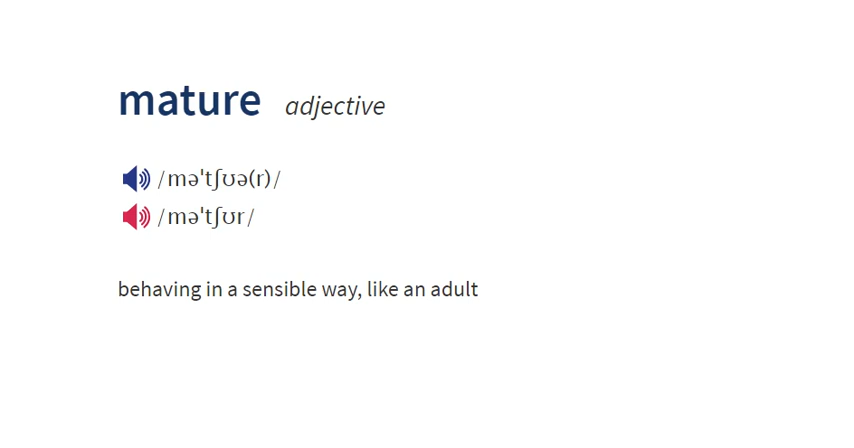 mature adjective
/məˈtʃʊə(r)/
/məˈtʃʊr/
behaving in a sensible way, like an adult